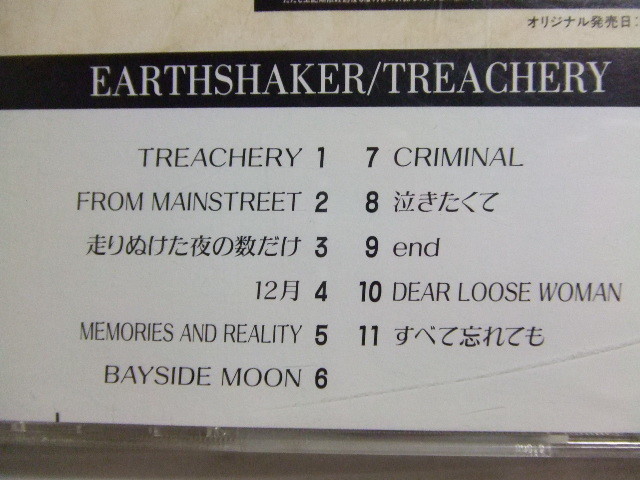 オリジナル発売日:
EARTHSHAKER/TREACHERY
TREACHERY 1
FROM MAINSTREET 2
走りぬけた夜の数だけ 3
12月 4
MEMORIES AND REALITY 5
BAYSIDE MOON 6
7 CRIMINAL
8 泣きたくて
9 end
10 DEAR LOOSE WOMAN
11 すべて忘れても